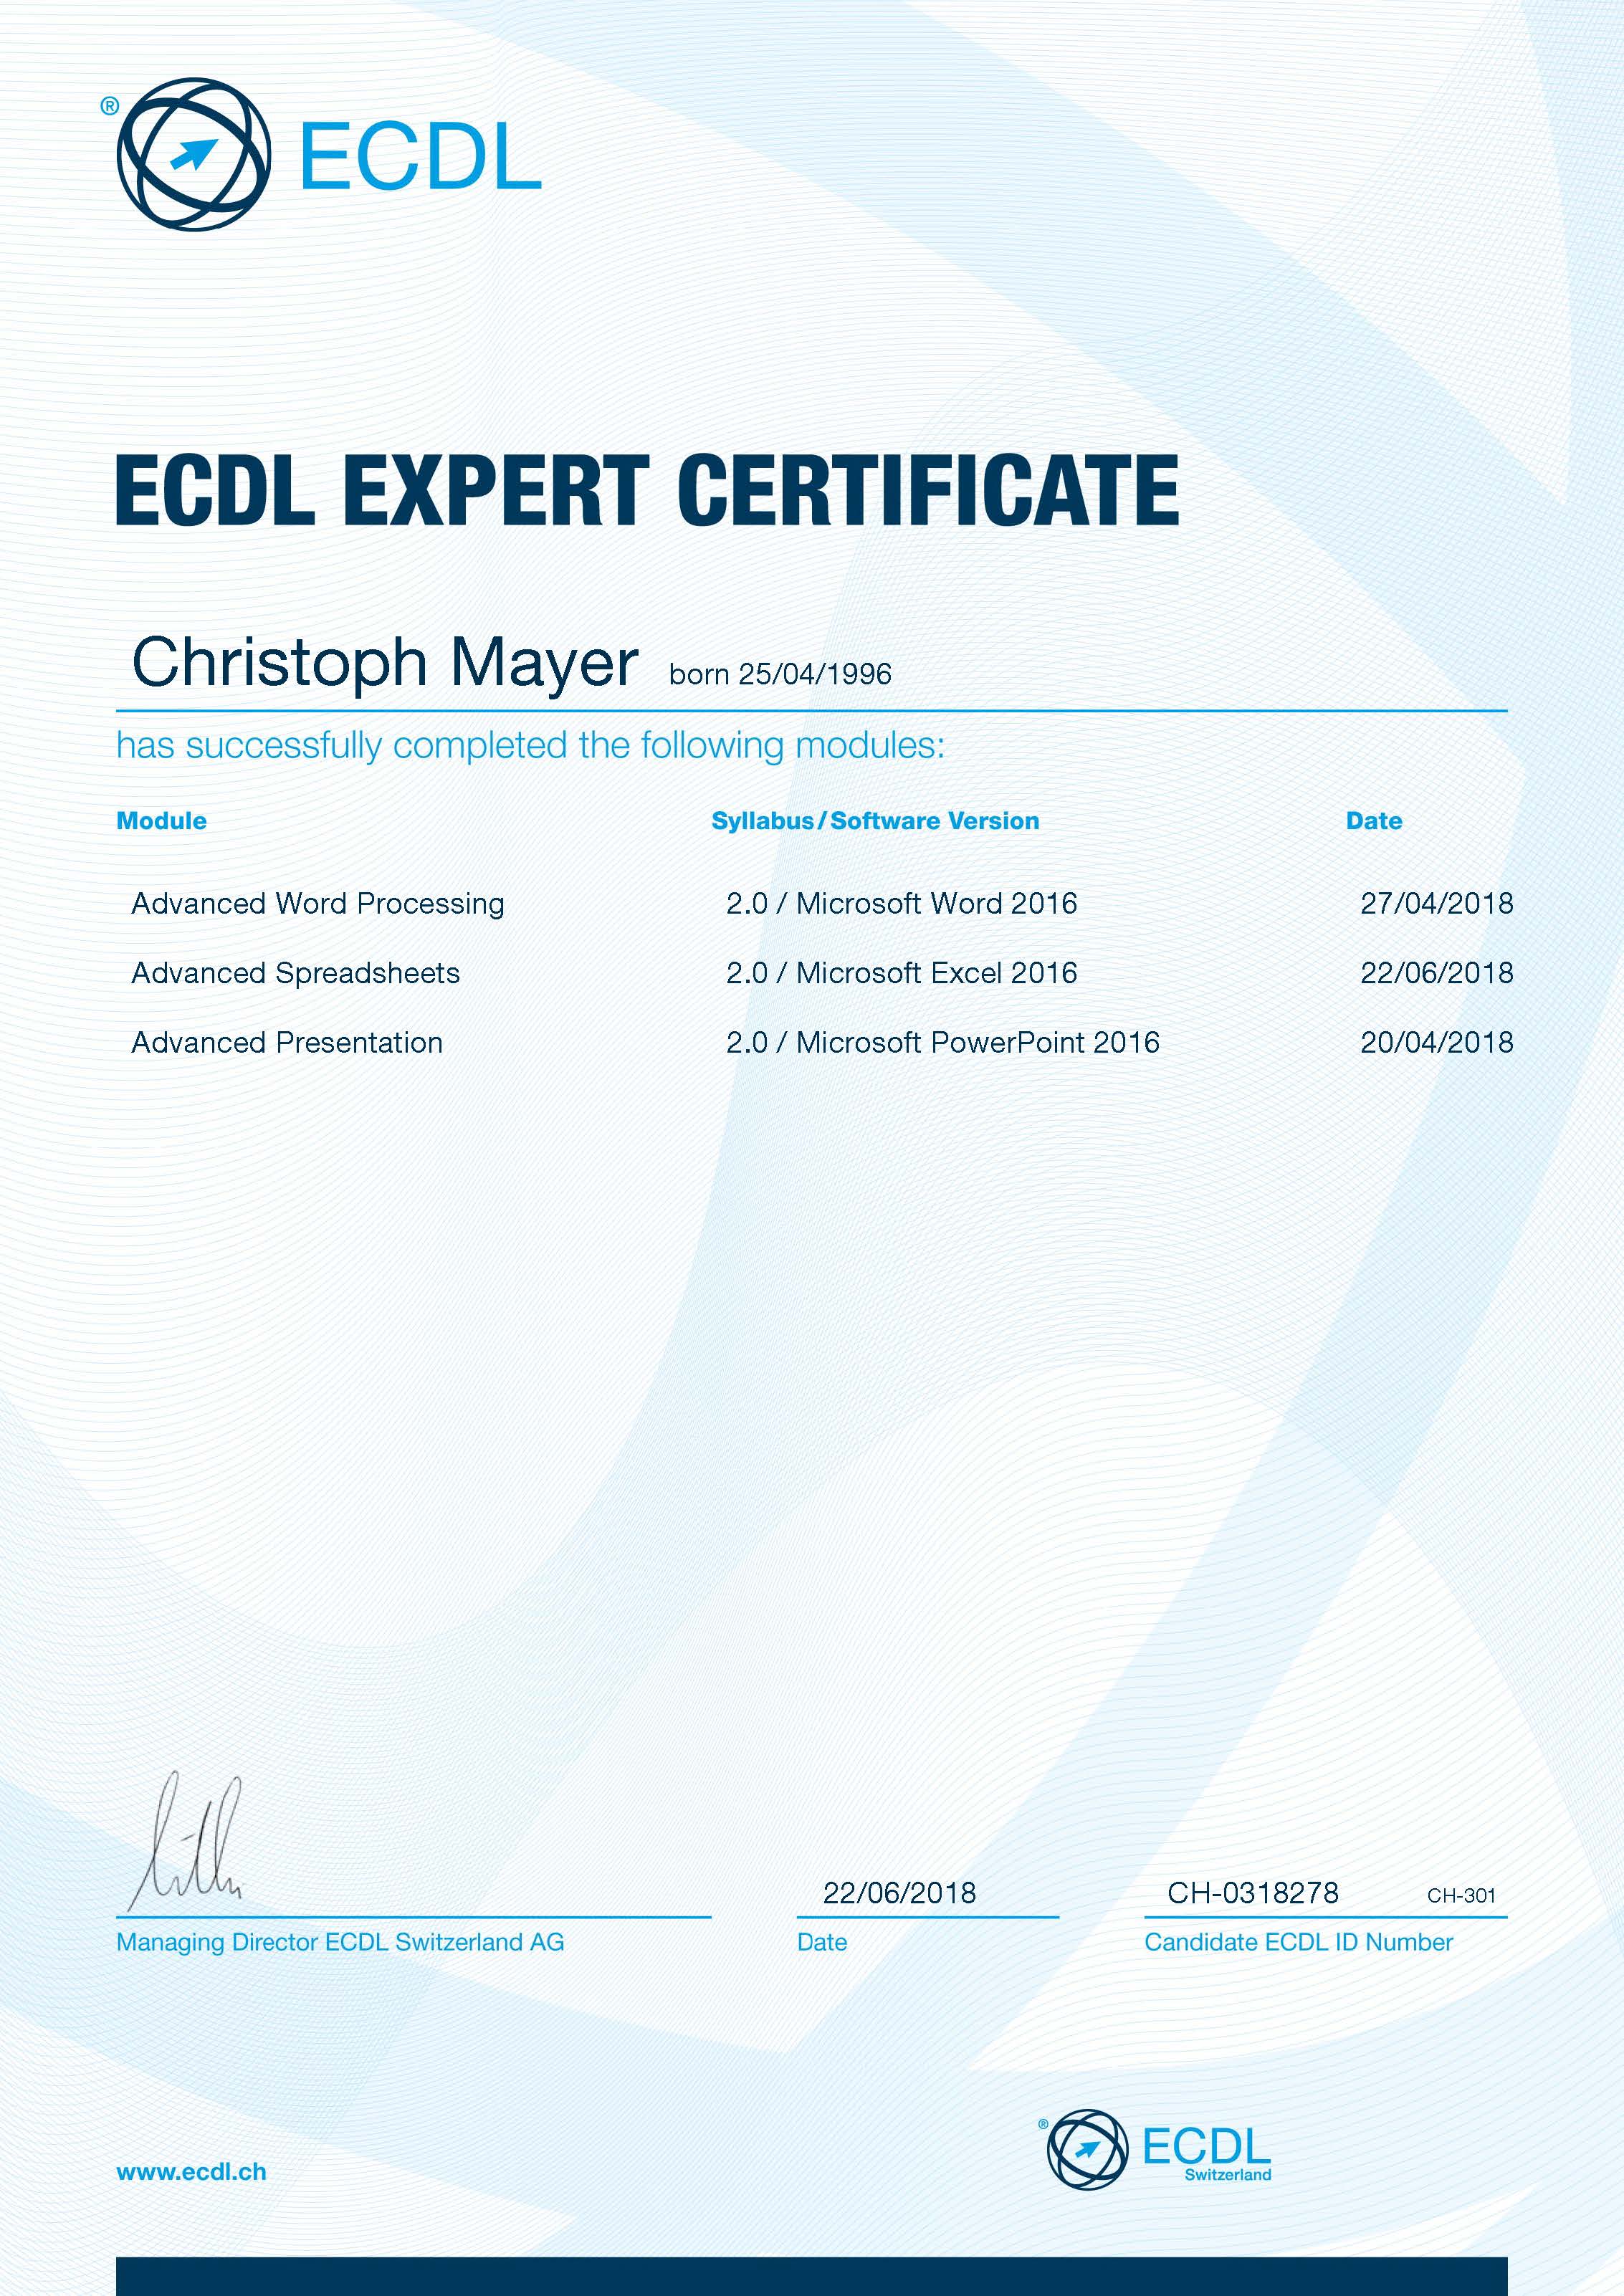 ® ECDL
ECDL EXPERT CERTIFICATE
Christoph Mayer born 25/04/1996
has successfully completed the following modules:
Module Syllabus/Software Version Date
Advanced Word Processing 2.0 / Microsoft Word 2016 27/04/2018
Advanced Spreadsheets 2.0 / Microsoft Excel 2016 22/06/2018
Advanced Presentation 2.0 / Microsoft PowerPoint 2016 20/04/2018
22/06/2018 CH-0318278 CH-301
Managing Director ECDL Switzerland AG Date Candidate ECDL ID Number
® ECDL
www.ecdl.ch Switzerland